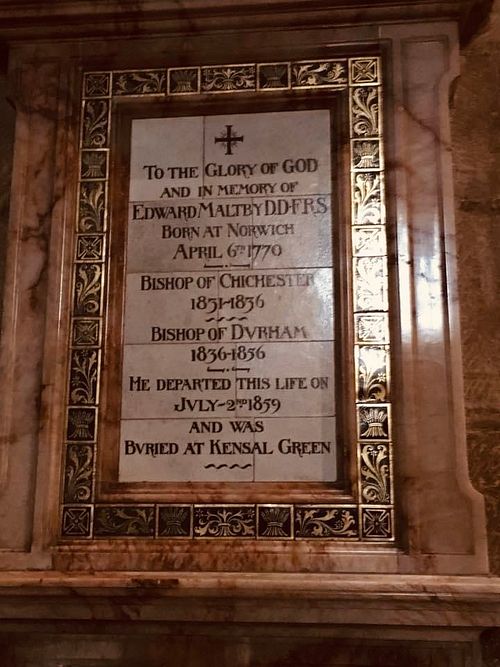 To the Glory of God
and in memory of
Edward Maltby D.D.F.R.S
Born at Norwich
April 6th 1770
Bishop of Chichester
1831-1836
Bishop of Dvrham
1836-1856
He departed this life on
Jvly-2nd 1859
and was
Bvried at Kensal Green